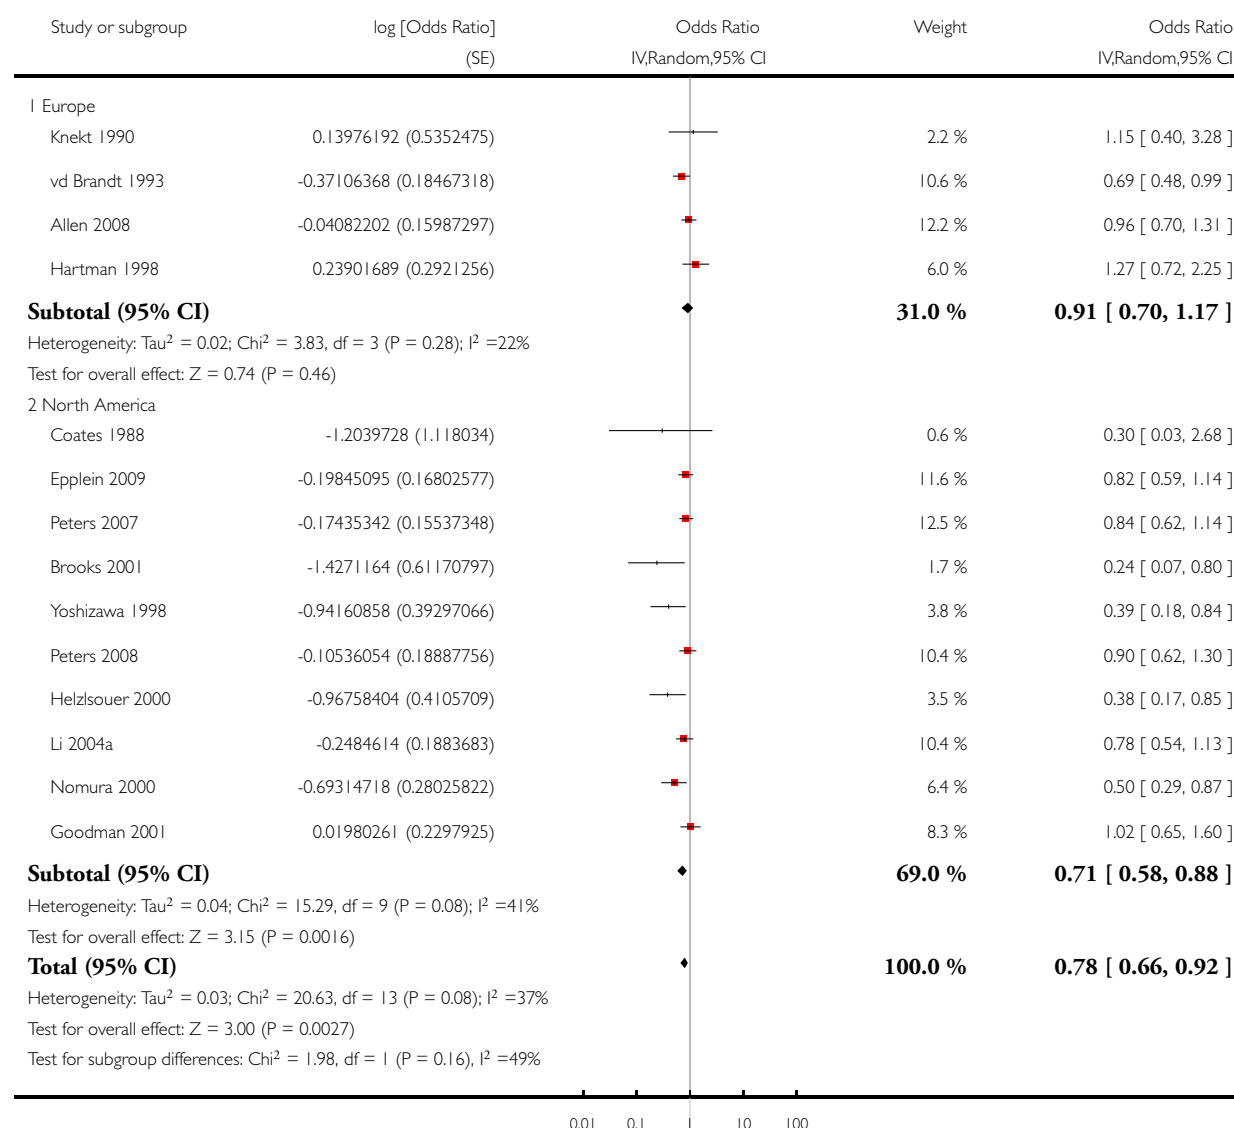 Study or subgroup log [Odds Ratio] Odds Ratio Weight Odds Ratio
(SE) IV,Random,95% CI IV,Random,95% CI
1 Europe
Knekt 1990 0.13976192 (0.5352475) 2.2 % 1.15 [ 0.40, 3.28 ]
vd Brandt 1993 -0.37106368 (0.18467318) 10.6 % 0.69 [ 0.48, 0.99 ]
Allen 2008 -0.04082202 (0.15987297) 12.2 % 0.96 [ 0.70, 1.31 ]
Hartman 1998 0.23901689 (0.2921256) 6.0 % 1.27 [ 0.72, 2.25 ]
Subtotal (95% CI) 31.0 % 0.91 [ 0.70, 1.17 ]
Heterogeneity: Tau² = 0.02; Chi² = 3.83, df = 3 (P = 0.28); I² =22%
Test for overall effect: Z = 0.74 (P = 0.46)
2 North America
Coates 1988 -1.2039728 (1.118034) 0.6 % 0.30 [ 0.03, 2.68 ]
Epplein 2009 -0.19845095 (0.16802577) 11.6 % 0.82 [ 0.59, 1.14 ]
Peters 2007 -0.17435342 (0.15537348) 12.5 % 0.84 [ 0.62, 1.14 ]
Brooks 2001 -1.4271164 (0.61170797) 1.7 % 0.24 [ 0.07, 0.80 ]
Yoshizawa 1998 -0.94160858 (0.39297066) 3.8 % 0.39 [ 0.18, 0.84 ]
Peters 2008 -0.10536054 (0.18887756) 10.4 % 0.90 [ 0.62, 1.30 ]
Helzlsouer 2000 -0.96758404 (0.4105709) 3.5 % 0.38 [ 0.17, 0.85 ]
Li 2004a -0.2484614 (0.1883683) 10.4 % 0.78 [ 0.54, 1.13 ]
Nomura 2000 -0.69314718 (0.28025822) 6.4 % 0.50 [ 0.29, 0.87 ]
Goodman 2001 0.01980261 (0.2297925) 8.3 % 1.02 [ 0.65, 1.60 ]
Subtotal (95% CI) 69.0 % 0.71 [ 0.58, 0.88 ]
Heterogeneity: Tau² = 0.04; Chi² = 15.29, df = 9 (P = 0.08); I² =41%
Test for overall effect: Z = 3.15 (P = 0.0016)
Total (95% CI) 100.0 % 0.78 [ 0.66, 0.92 ]
Heterogeneity: Tau² = 0.03; Chi² = 20.63, df = 13 (P = 0.08); I² =37%
Test for overall effect: Z = 3.00 (P = 0.0027)
Test for subgroup differences: Chi² = 1.98, df = 1 (P = 0.16), I² =49%
0.01 0.1 1 10 100